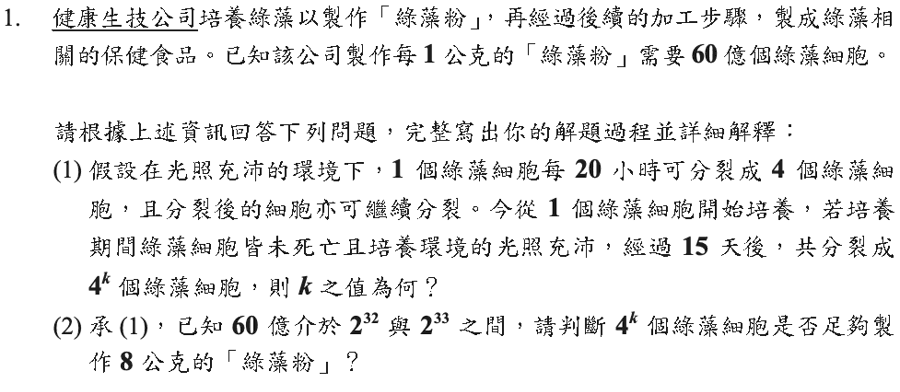 1. 健康生技公司培養綠藻以製作「綠藻粉」，再經過後續的加工步驟，製成綠藻相
關的保健食品。已知該公司製作每 1 公克的「綠藻粉」需要 60 億個綠藻細胞。
請根據上述資訊回答下列問題，完整寫出你的解題過程並詳細解釋：
(1) 假設在光照充沛的環境下，1 個綠藻細胞每 20 小時可分裂成 4 個綠藻細
胞，且分裂後的細胞亦可繼續分裂。今從 1 個綠藻細胞開始培養，若培養
期間綠藻細胞皆未死亡且培養環境的光照充沛，經過 15 天後，共分裂成
4ᵏ 個綠藻細胞，則 k 之值為何？
(2) 承 (1)，已知 60 億介於 2³² 與 2³³ 之間，請判斷 4ᵏ 個綠藻細胞是否足夠製
作 8 公克的「綠藻粉」？